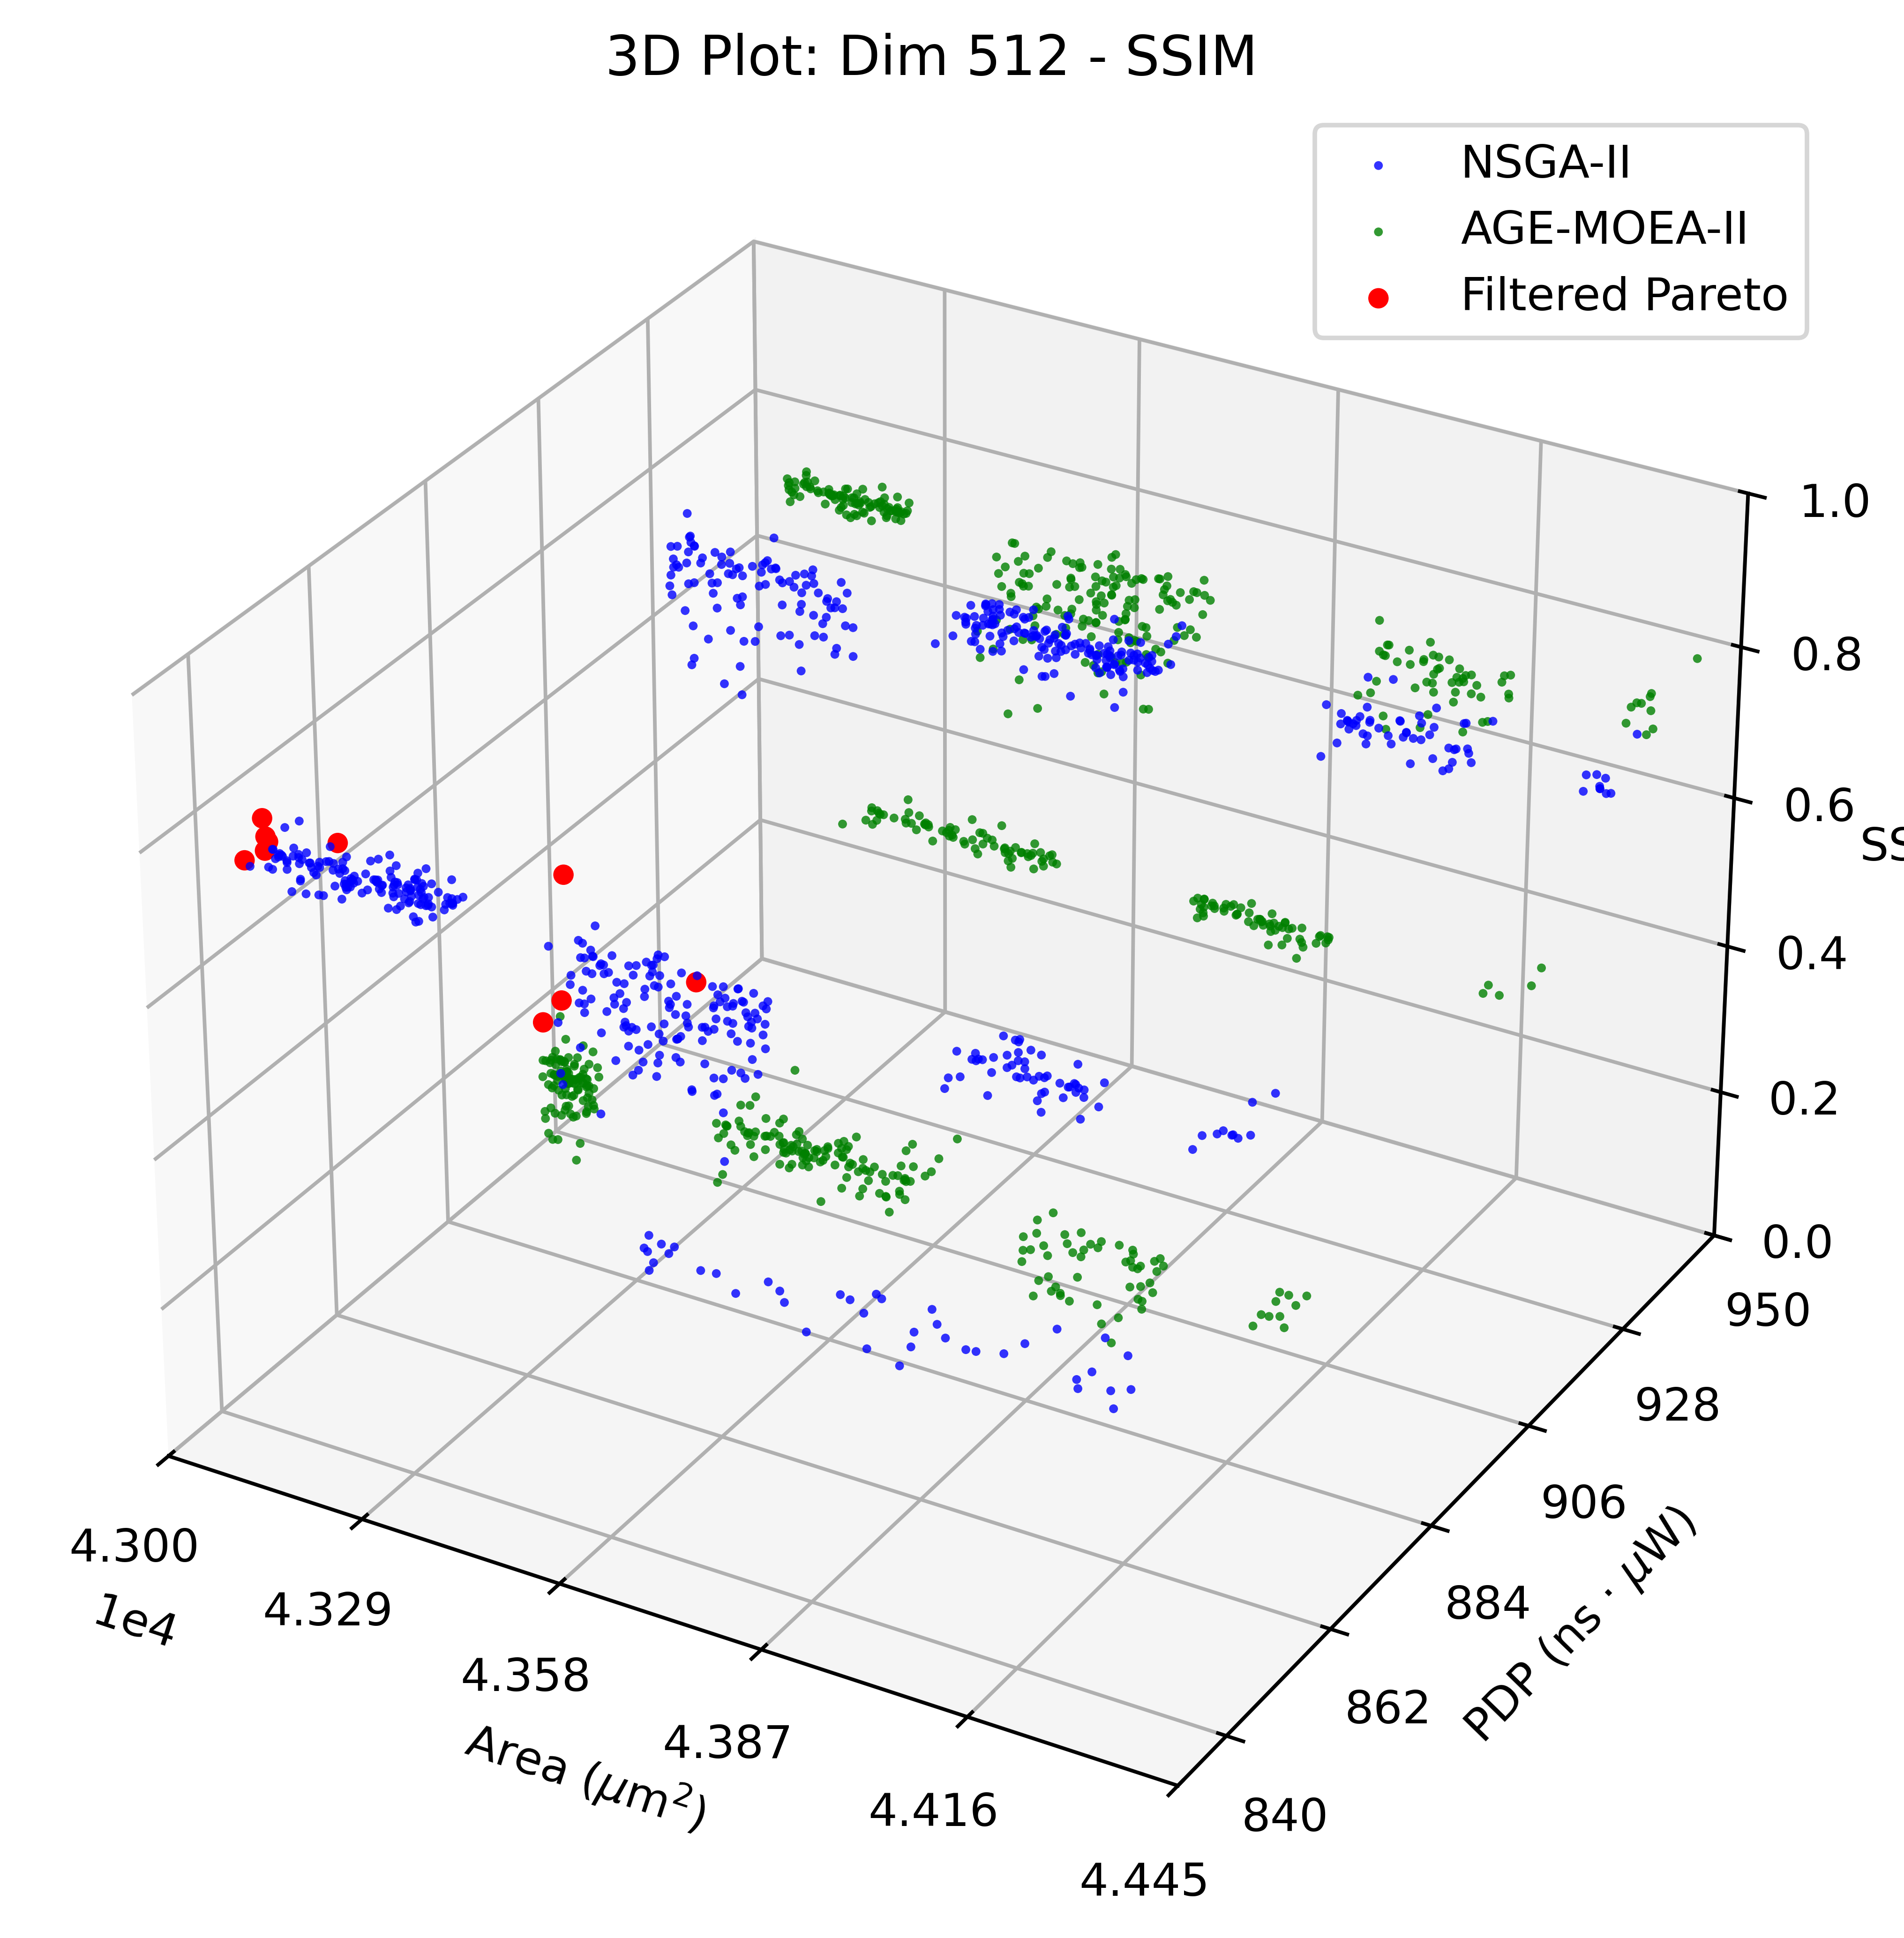 3D Plot: Dim 512 - SSIM
NSGA-II
AGE-MOEA-II
Filtered Pareto
1.0
0.8
0.6
SS
0.4
0.2
0.0
950
928
906
884
862
840
PDP (ns · μW)
4.300
4.329
4.358
4.387
4.416
4.445
1e4
Area (μm²)